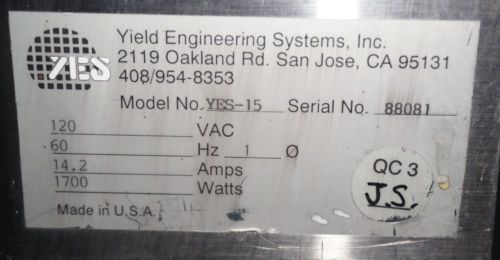 YES
Yield Engineering Systems, Inc.
2119 Oakland Rd. San Jose, CA 95131
408/954-8353
Model No. YES-15 Serial No. 88081
120 VAC
60 Hz 1 Ø
14.2 Amps
1700 Watts
QC 3
J.S.
Made in U.S.A.